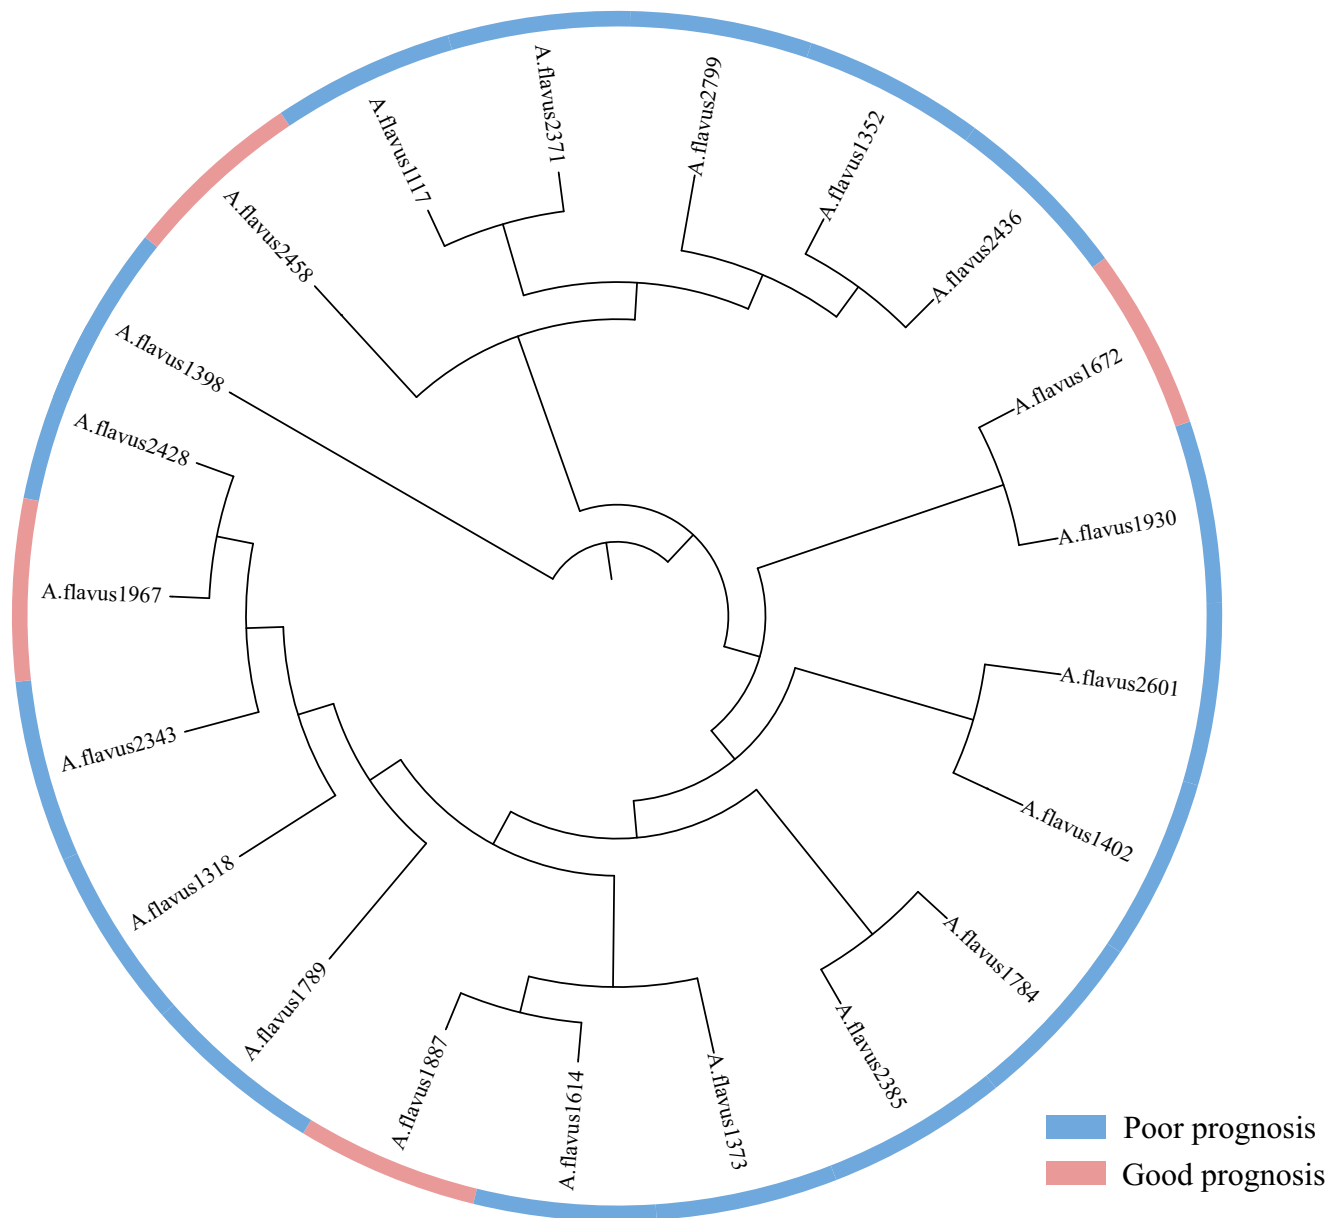 A.flavus2371
A.flavus2799
A.flavus1117
A.flavus1352
A.flavus2458
A.flavus2436
A.flavus1398
A.flavus1672
A.flavus2428
A.flavus1930
A.flavus1967
A.flavus2601
A.flavus2343
A.flavus1402
A.flavus1318
A.flavus1784
A.flavus1789
A.flavus2385
A.flavus1887
A.flavus1614
A.flavus1373
Poor prognosis
Good prognosis